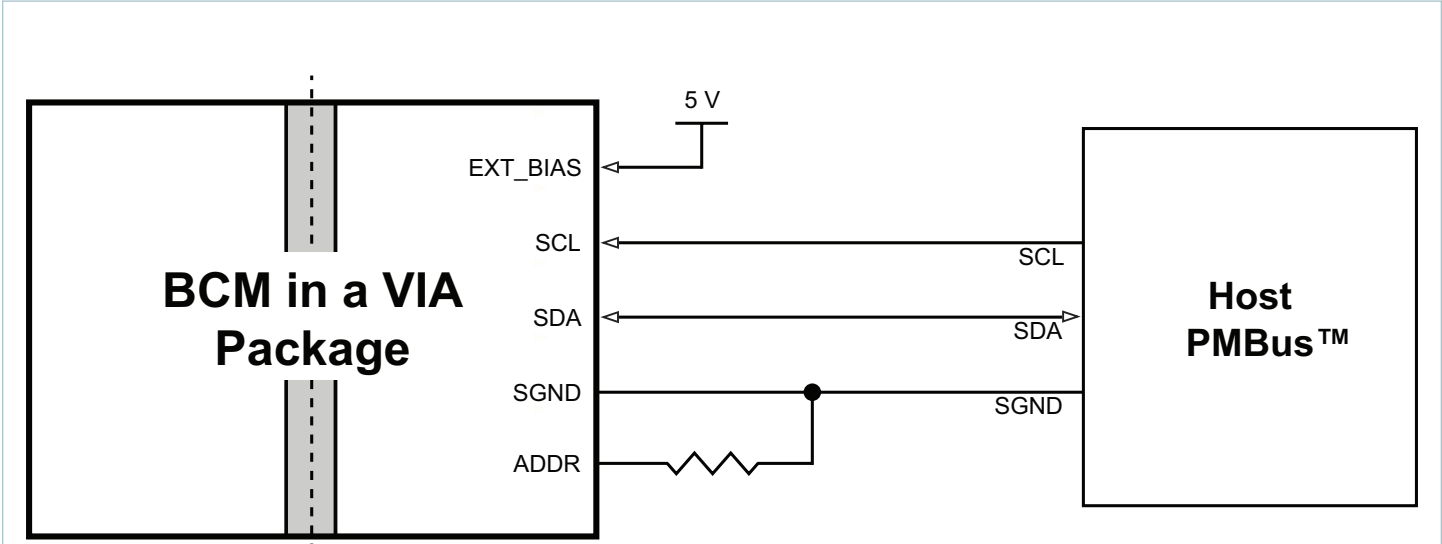 5 V
EXT_BIAS
SCL
SCL
BCM in a VIA
Package
SDA
SDA
Host
PMBus™
SGND
SGND
ADDR